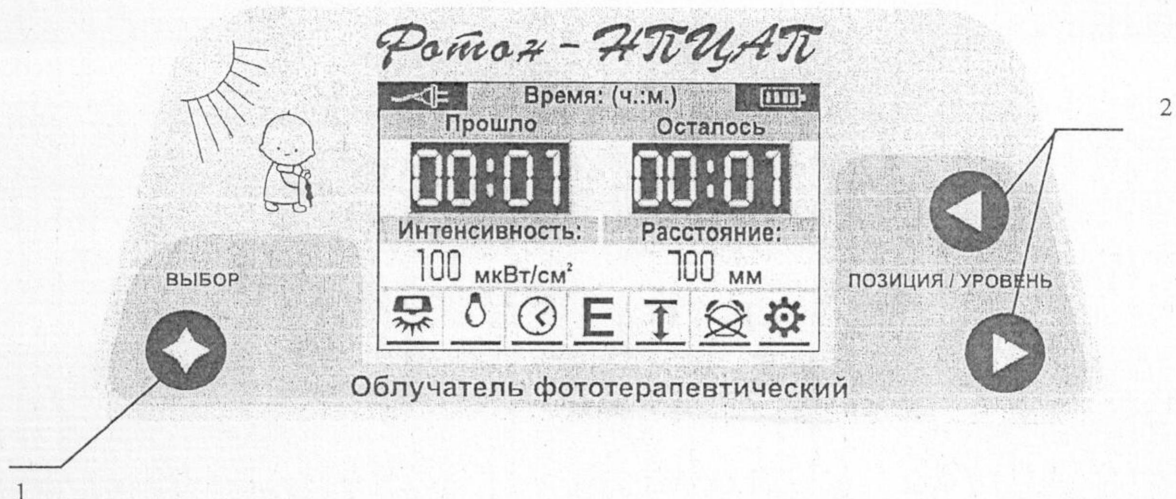 Фотон - НПЦАП
Время: (ч.:м.)
Прошло Осталось
00:01 00:01
Интенсивность: Расстояние:
100 мкВт/см² 700 мм
E
ВЫБОР
ПОЗИЦИЯ / УРОВЕНЬ
Облучатель фототерапевтический
1
2